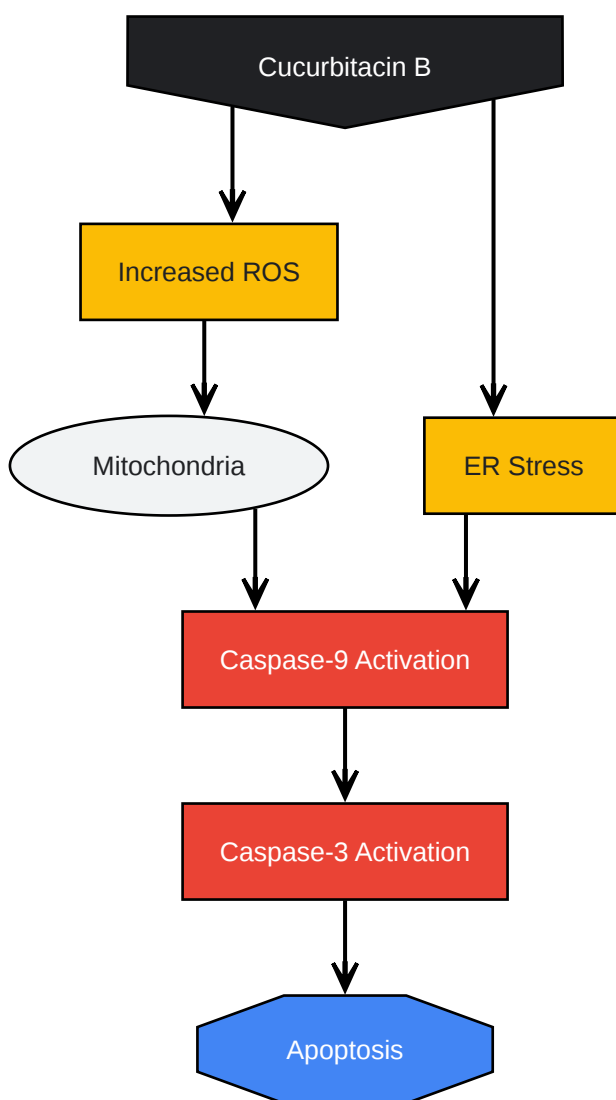 Cucurbitacin B
Increased ROS
Mitochondria
ER Stress
Caspase-9 Activation
Caspase-3 Activation
Apoptosis